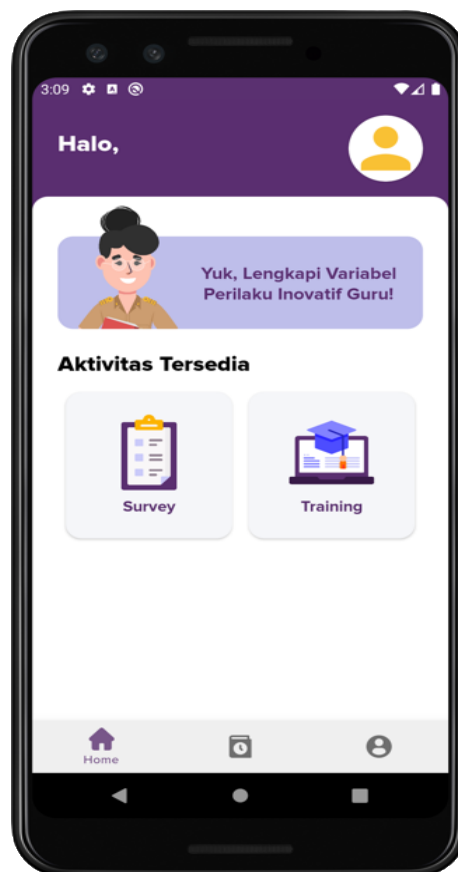 3:09
Halo,
Yuk, Lengkapi Variabel
Perilaku Inovatif Guru!
Aktivitas Tersedia
Survey
Training
Home